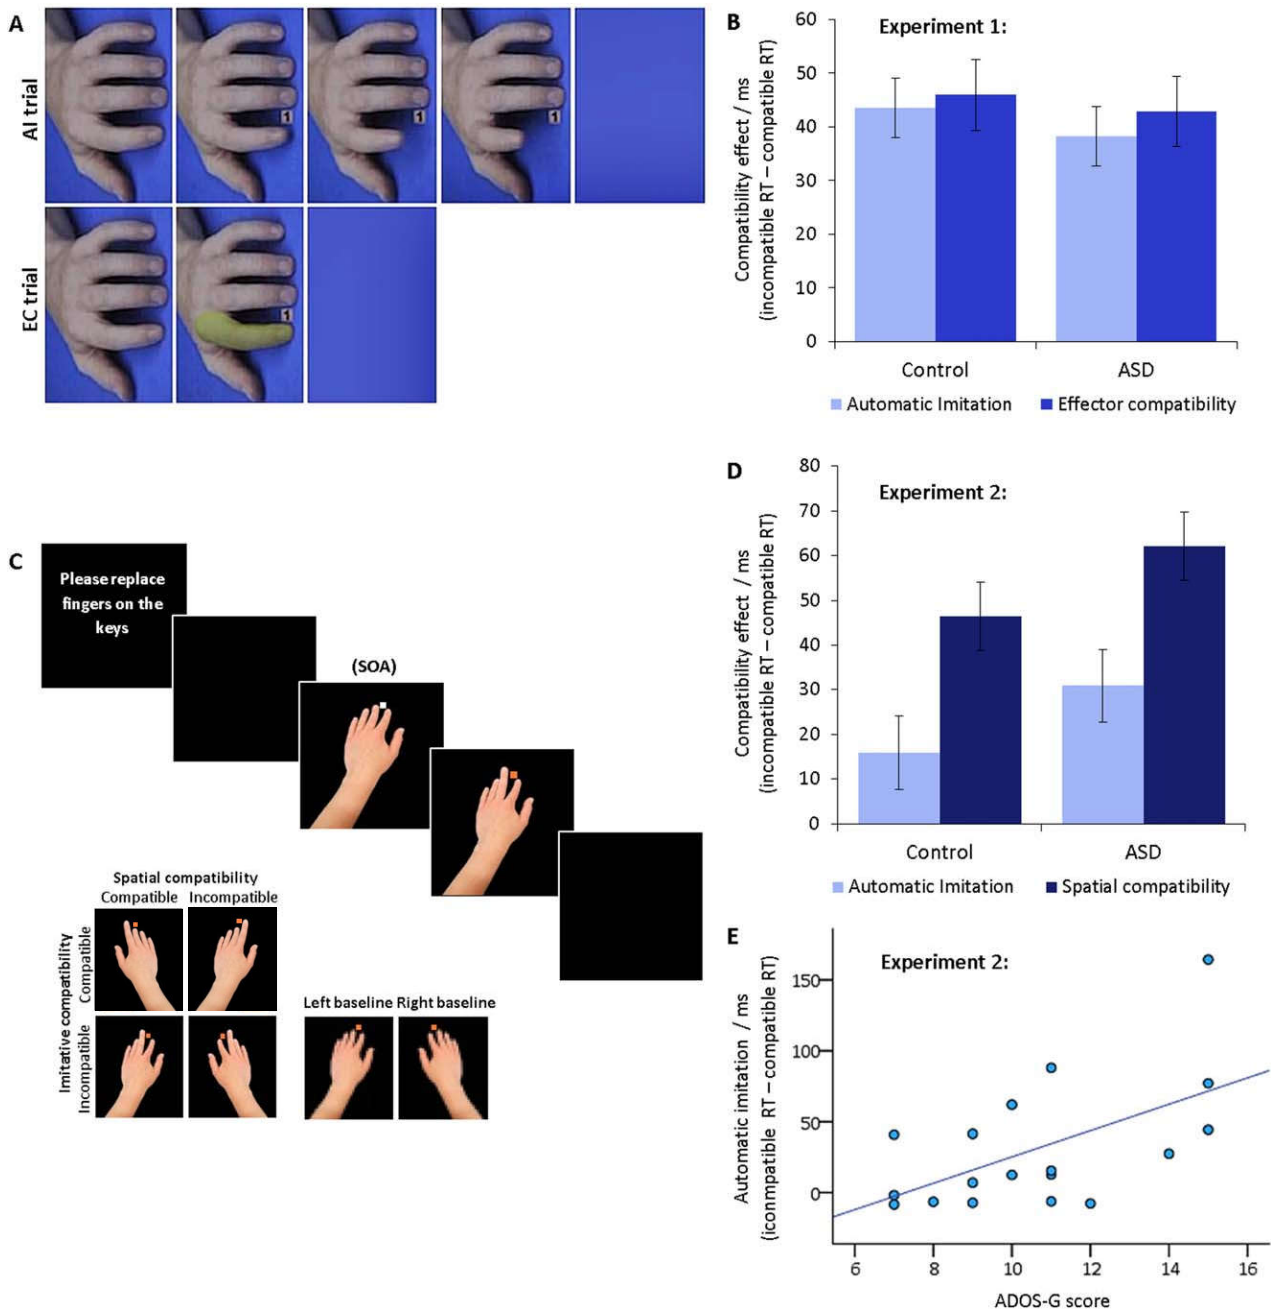 A
AI trial
1
1
1
EC trial
1
B
Experiment 1:
Compatibility effect / ms
(incompatible RT – compatible RT)
60
50
40
30
20
10
0
Control
ASD
Automatic Imitation
Effector compatibility
C
Please replace
fingers on the
keys
(SOA)
Spatial compatibility
Compatible Incompatible
Imitative compatibility
Compatible
Incompatible
Left baseline Right baseline
D
Experiment 2:
Compatibility effect / ms
(incompatible RT – compatible RT)
80
70
60
50
40
30
20
10
0
Control
ASD
Automatic Imitation
Spatial compatibility
E
Experiment 2:
Automatic imitation / ms
(iconmpatible RT – compatible RT)
150
100
50
0
6 8 10 12 14 16
ADOS-G score